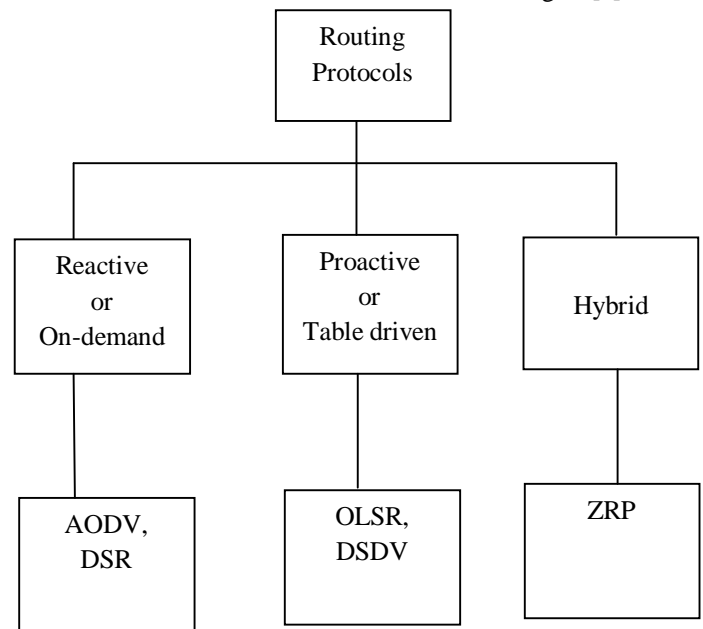 Routing
Protocols
Reactive
or
On-demand
Proactive
or
Table driven
Hybrid
AODV,
DSR
OLSR,
DSDV
ZRP